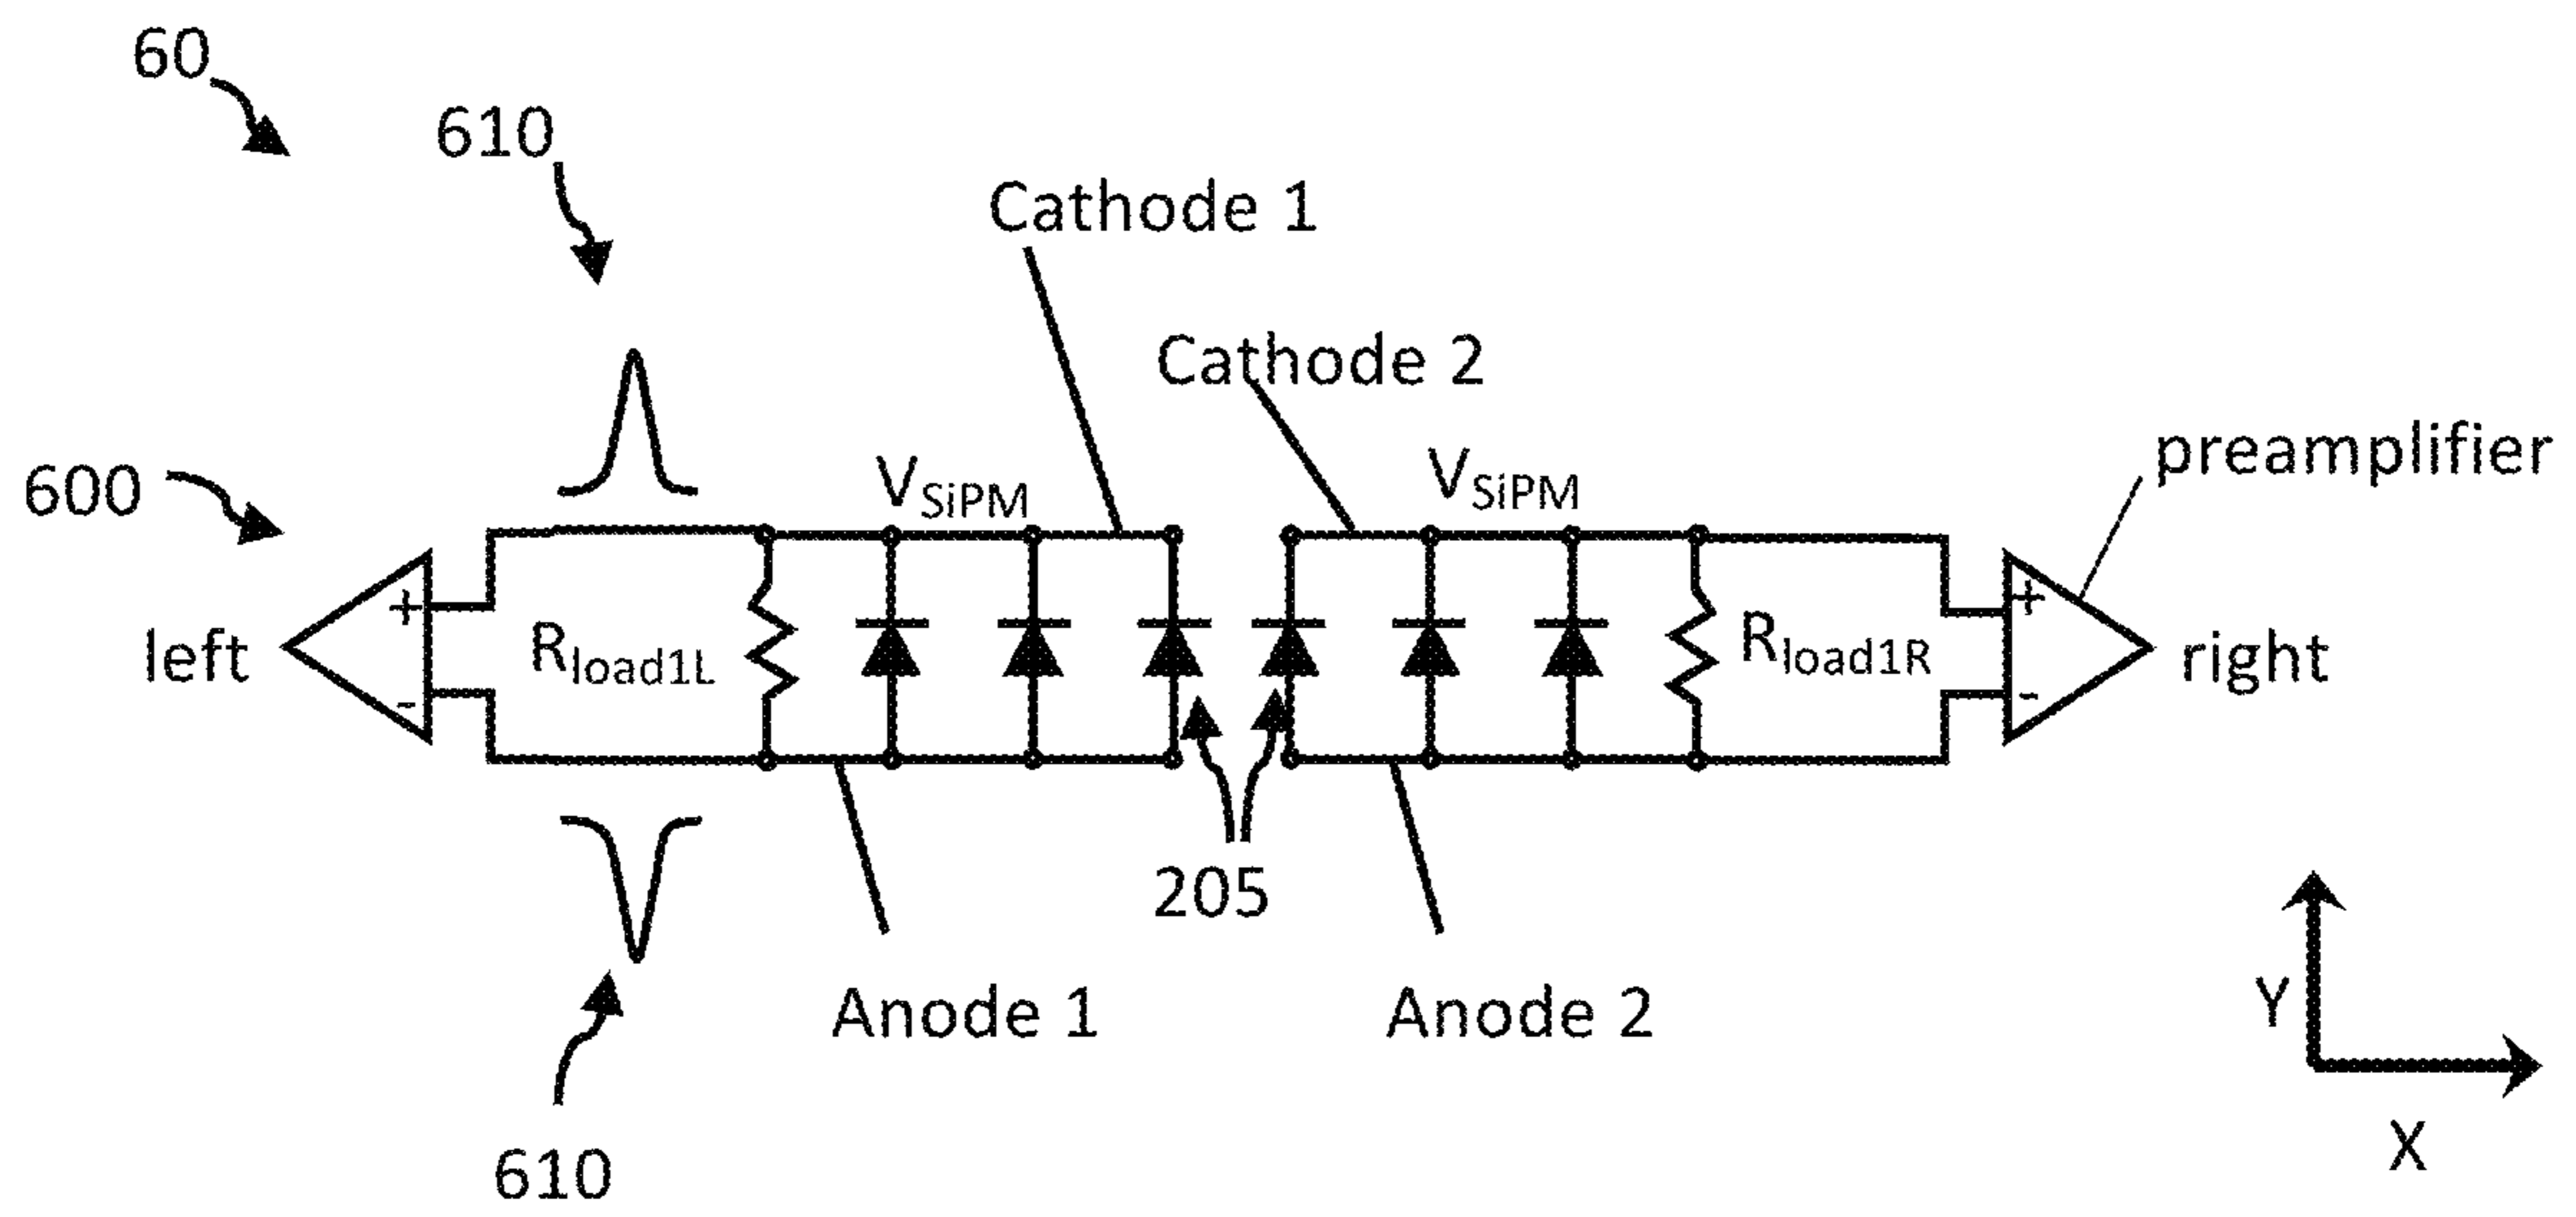 60
610
Cathode 1
Cathode 2
600
VSiPM
VSiPM
preamplifier
+
+
left
Rload1L
Rload1R
right
-
-
205
Anode 1
Anode 2
Y
610
X